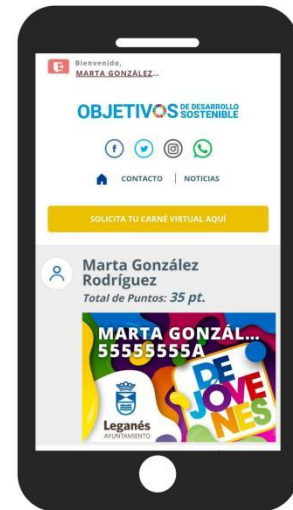 Bienvenido,
MARTA GONZÁLEZ...
OBJETIVOS DE DESARROLLO
SOSTENIBLE
CONTACTO | NOTICIAS
SOLICITA TU CARNÉ VIRTUAL AQUÍ
Marta González
Rodríguez
Total de Puntos: 35 pt.
MARTA GONZÁL...
55555555A
Leganés
AYUNTAMIENTO
DE
JOVE
NES